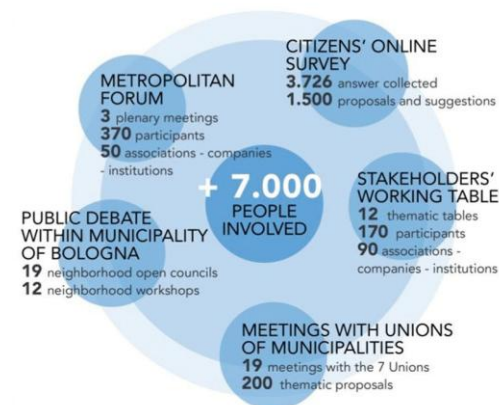 CITIZENS' ONLINE
SURVEY
3.726 answer collected
1.500 proposals and suggestions
METROPOLITAN
FORUM
3 plenary meetings
370 participants
50 associations - companies
- institutions
+ 7.000
PEOPLE
INVOLVED
STAKEHOLDERS'
WORKING TABLE
12 thematic tables
170 participants
90 associations -
companies - institutions
PUBLIC DEBATE
WITHIN MUNICIPALITY
OF BOLOGNA
19 neighborhood open councils
12 neighborhood workshops
MEETINGS WITH UNIONS
OF MUNICIPALITIES
19 meetings with the 7 Unions
200 thematic proposals